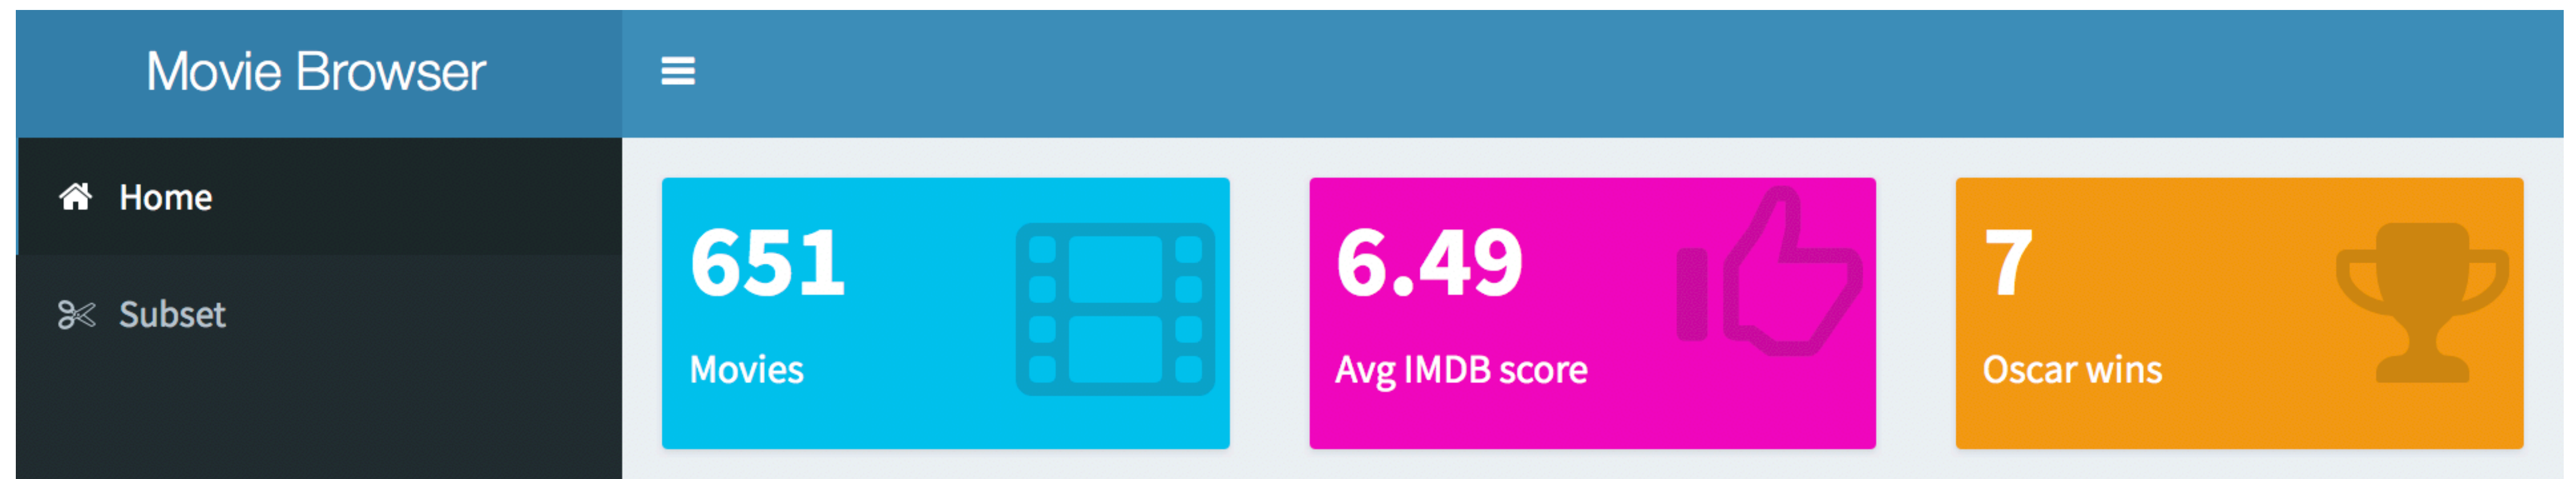 Movie Browser
Home
Subset
651
Movies
6.49
Avg IMDB score
7
Oscar wins